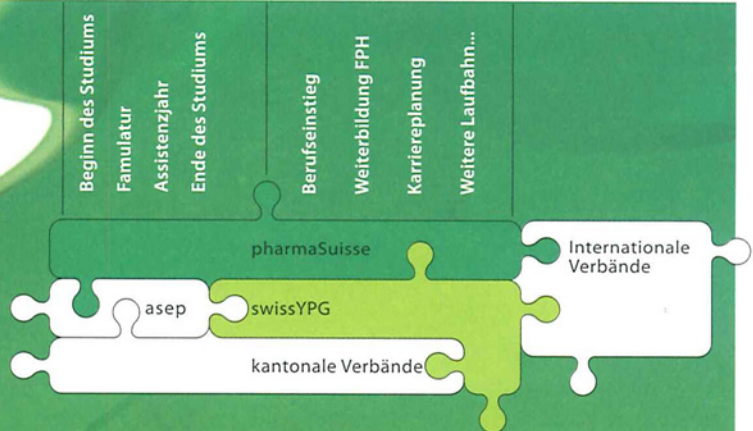 Beginn des Studiums
Famulatur
Assistenzjahr
Ende des Studiums
Berufseinstieg
Weiterbildung FPH
Karriereplanung
Weitere Laufbahn...
pharmaSuisse
Internationale
Verbände
asep
swissYPG
kantonale Verbände